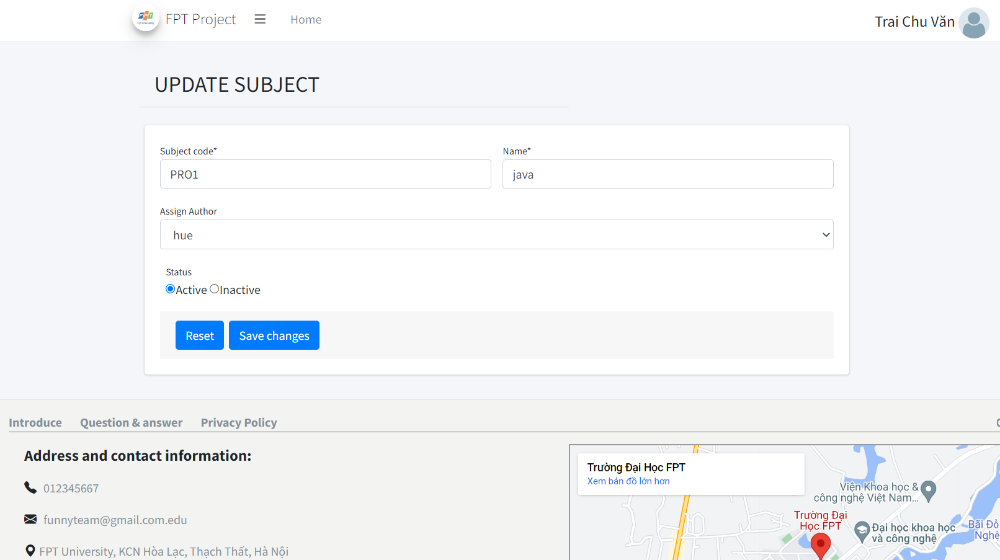 FPT Project
Home
Trai Chu Văn
UPDATE SUBJECT
Subject code*
Name*
PRO1
java
Assign Author
hue
Status
Active
Inactive
Reset
Save changes
Introduce
Question & answer
Privacy Policy
Address and contact information:
012345667
funnyteam@gmail.com.edu
FPT University, KCN Hòa Lạc, Thạch Thất, Hà Nội
Trường Đại Học FPT
Xem bản đồ lớn hơn
Viện Khoa học &
công nghệ Việt Nam...
Trường Đại
Học FPT
Đại học khoa học
và công nghệ
Bãi Đỗ
Nghệ